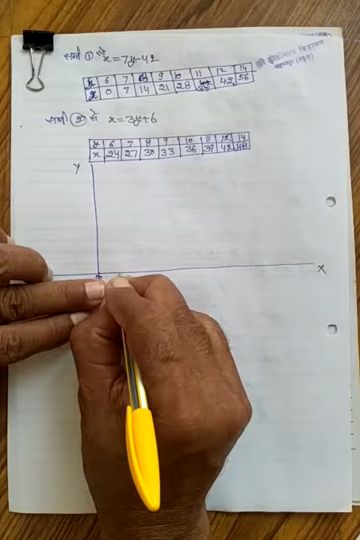 समी ① से x=7y-42
y 6 7 8 9 10 11 12 14
x 0 7 14 21 28 35 42 56
समी ② से x=3y+6
y 6 7 8 9 10 11 12 14
x 24 27 30 33 36 39 42 48
Y
X